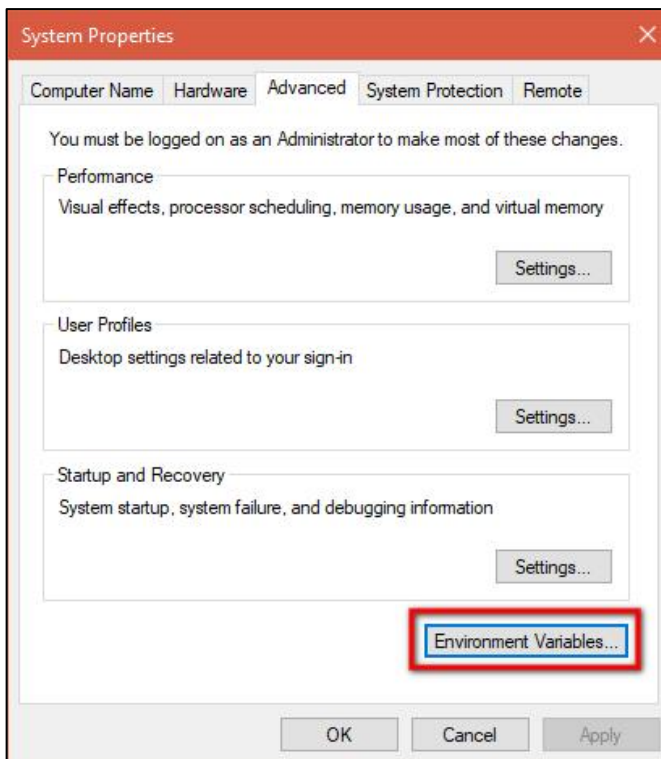 System Properties
Computer Name Hardware Advanced System Protection Remote
You must be logged on as an Administrator to make most of these changes.
Performance
Visual effects, processor scheduling, memory usage, and virtual memory
Settings...
User Profiles
Desktop settings related to your sign-in
Settings...
Startup and Recovery
System startup, system failure, and debugging information
Settings...
Environment Variables...
OK Cancel Apply